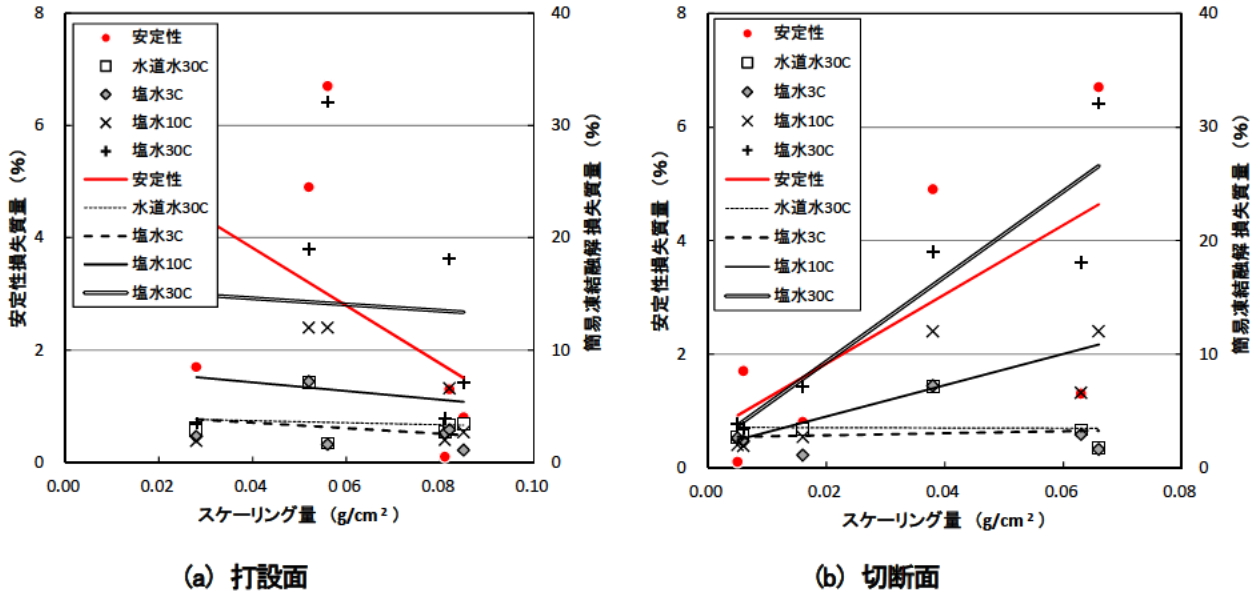 8
6
4
2
0
安定性損失質量（%）
安定性
水道水30C
塩水3C
塩水10C
塩水30C
安定性
水道水30C
塩水3C
塩水10C
塩水30C
40
30
20
10
0
簡易凍結融解 損失質量（%）
0.00 0.02 0.04 0 06 0.08 0.10
スケーリング量（g/cm²）
(a) 打設面
8
6
4
2
0
安定性損失質量（%）
安定性
水道水30C
塩水3C
塩水10C
塩水30C
安定性
水道水30C
塩水3C
塩水10C
塩水30C
40
30
20
10
0
簡易凍結融解 損失質量（%）
0.00 0.02 0.04 0.06 0.08
スケーリング量（g/cm²）
(b) 切断面